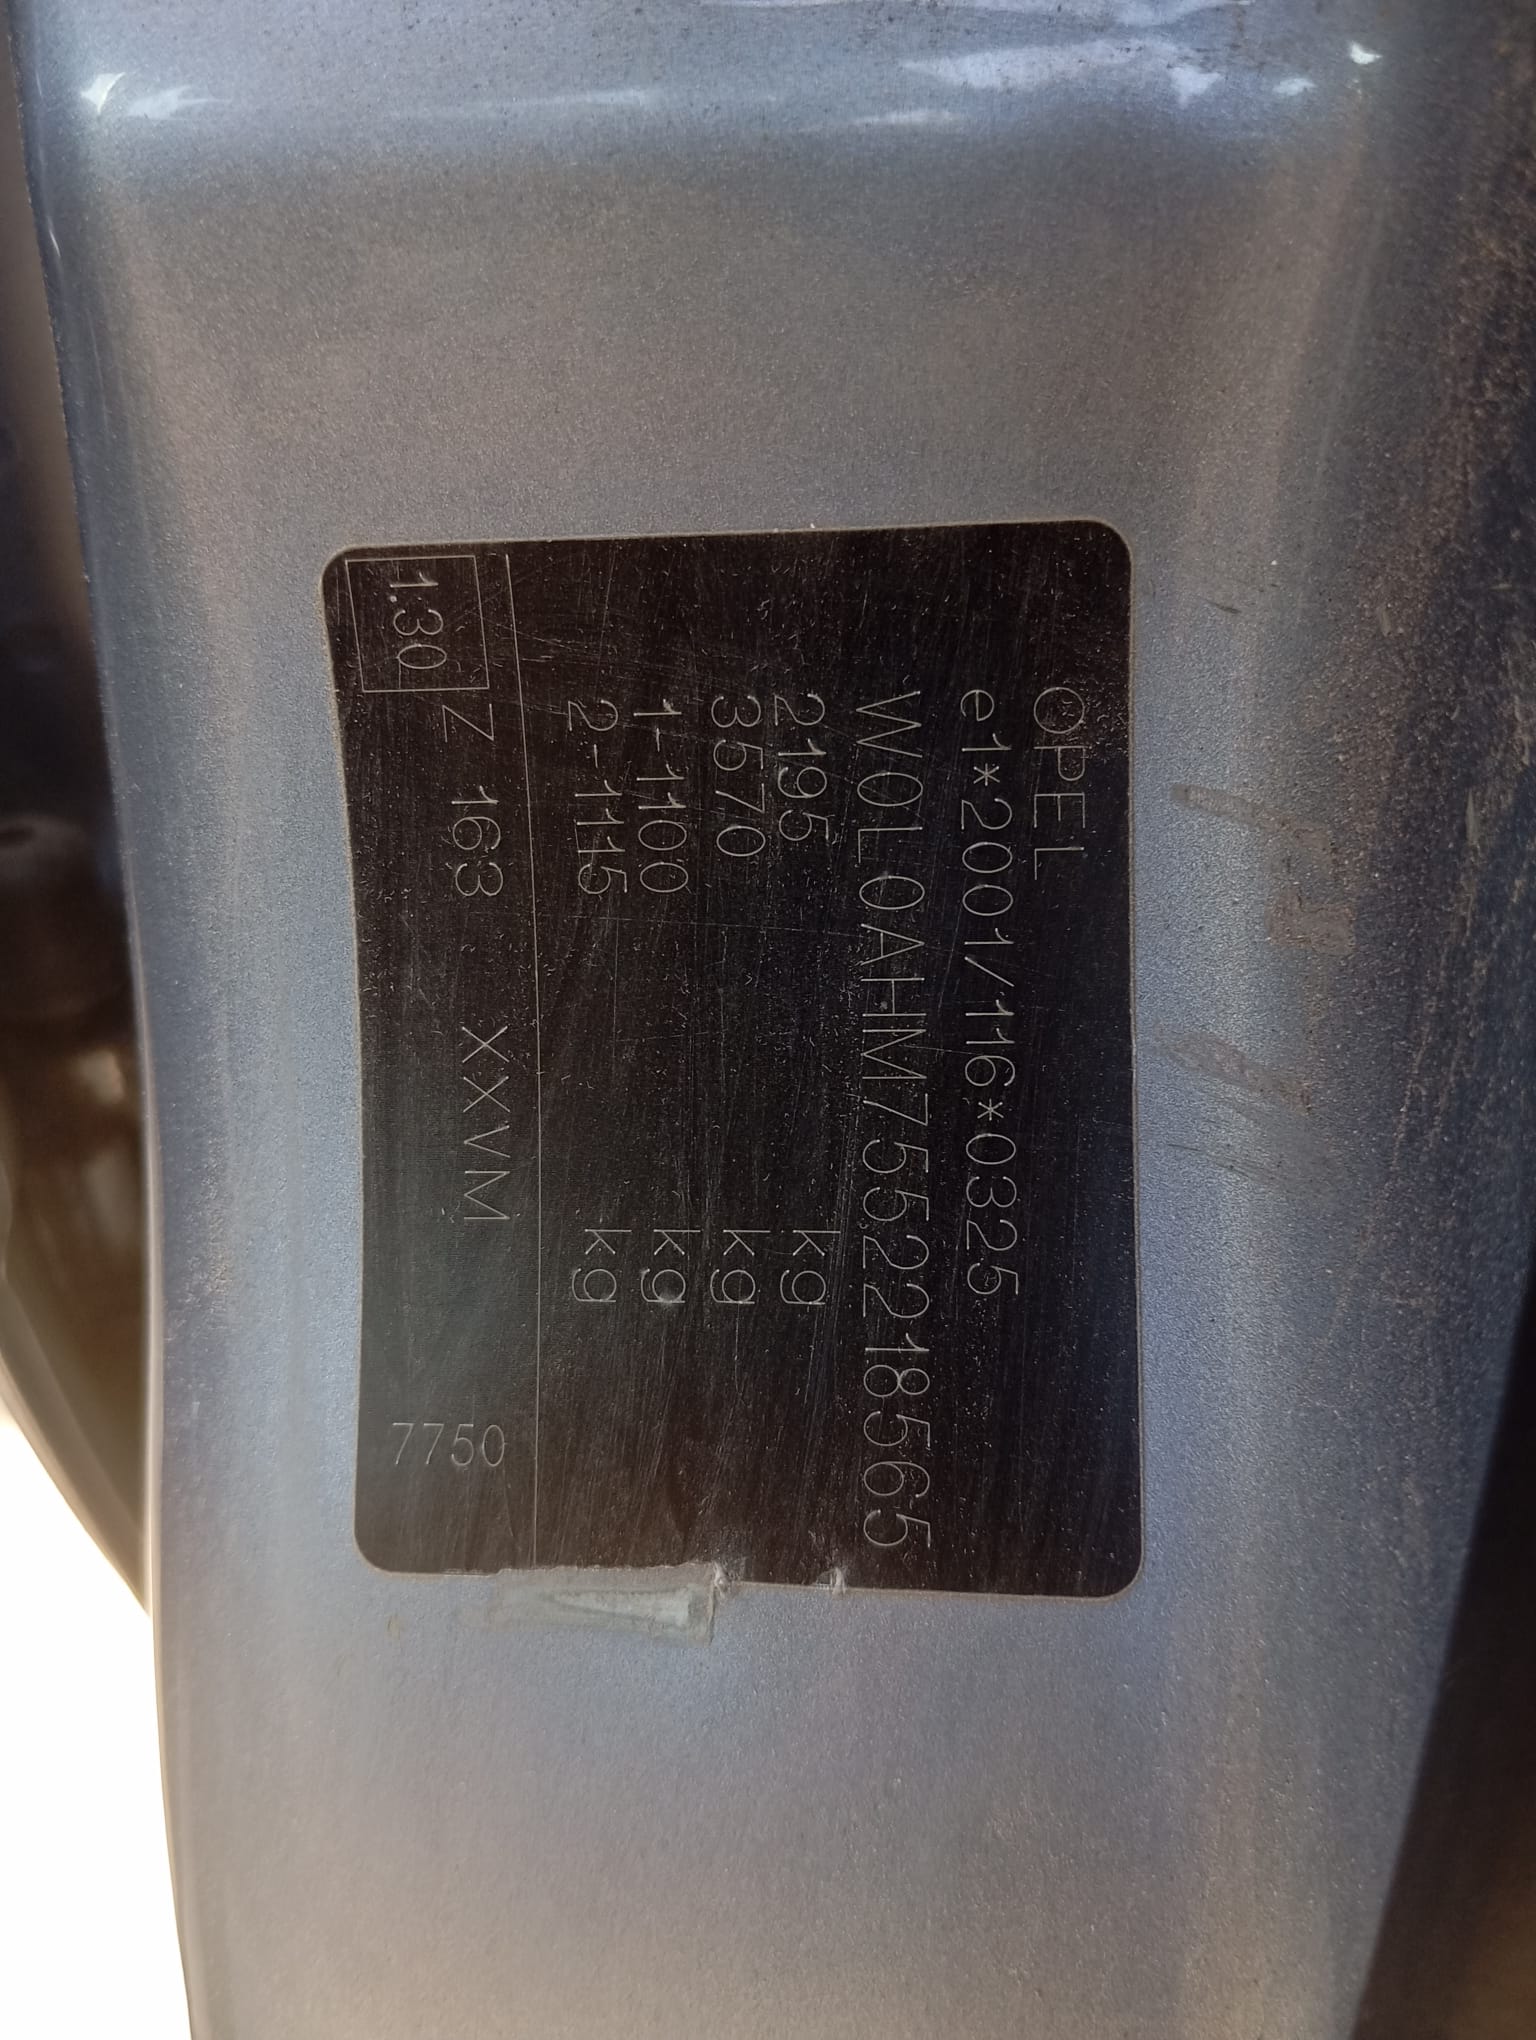 OPEL
e1*2001/116*0325
W0L0AHM7552218565
2195 kg
3570 kg
1-1100 kg
2-1115 kg
1.30 Z 163 XXVM 7750